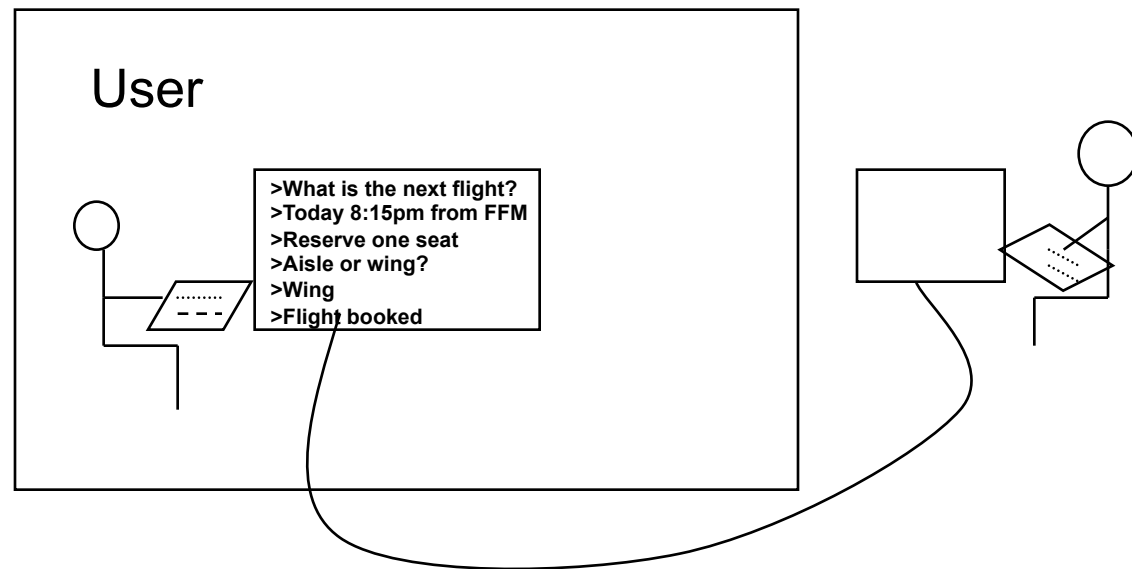 User
>What is the next flight?
>Today 8:15pm from FFM
>Reserve one seat
>Aisle or wing?
>Wing
>Flight booked